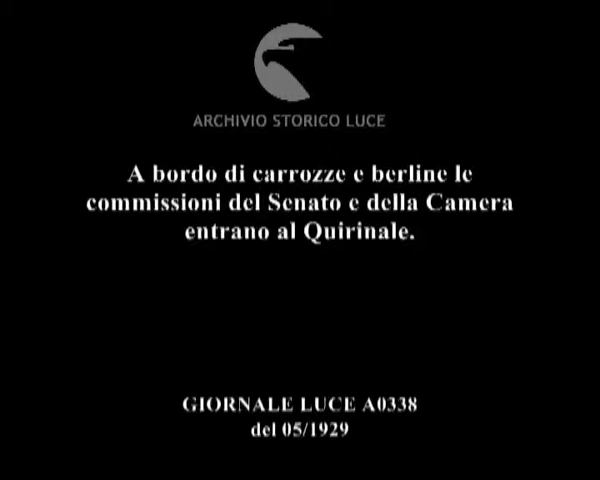 ARCHIVIO STORICO LUCE
A bordo di carrozze e berline le
commissioni del Senato e della Camera
entrano al Quirinale.
GIORNALE LUCE A0338
del 05/1929